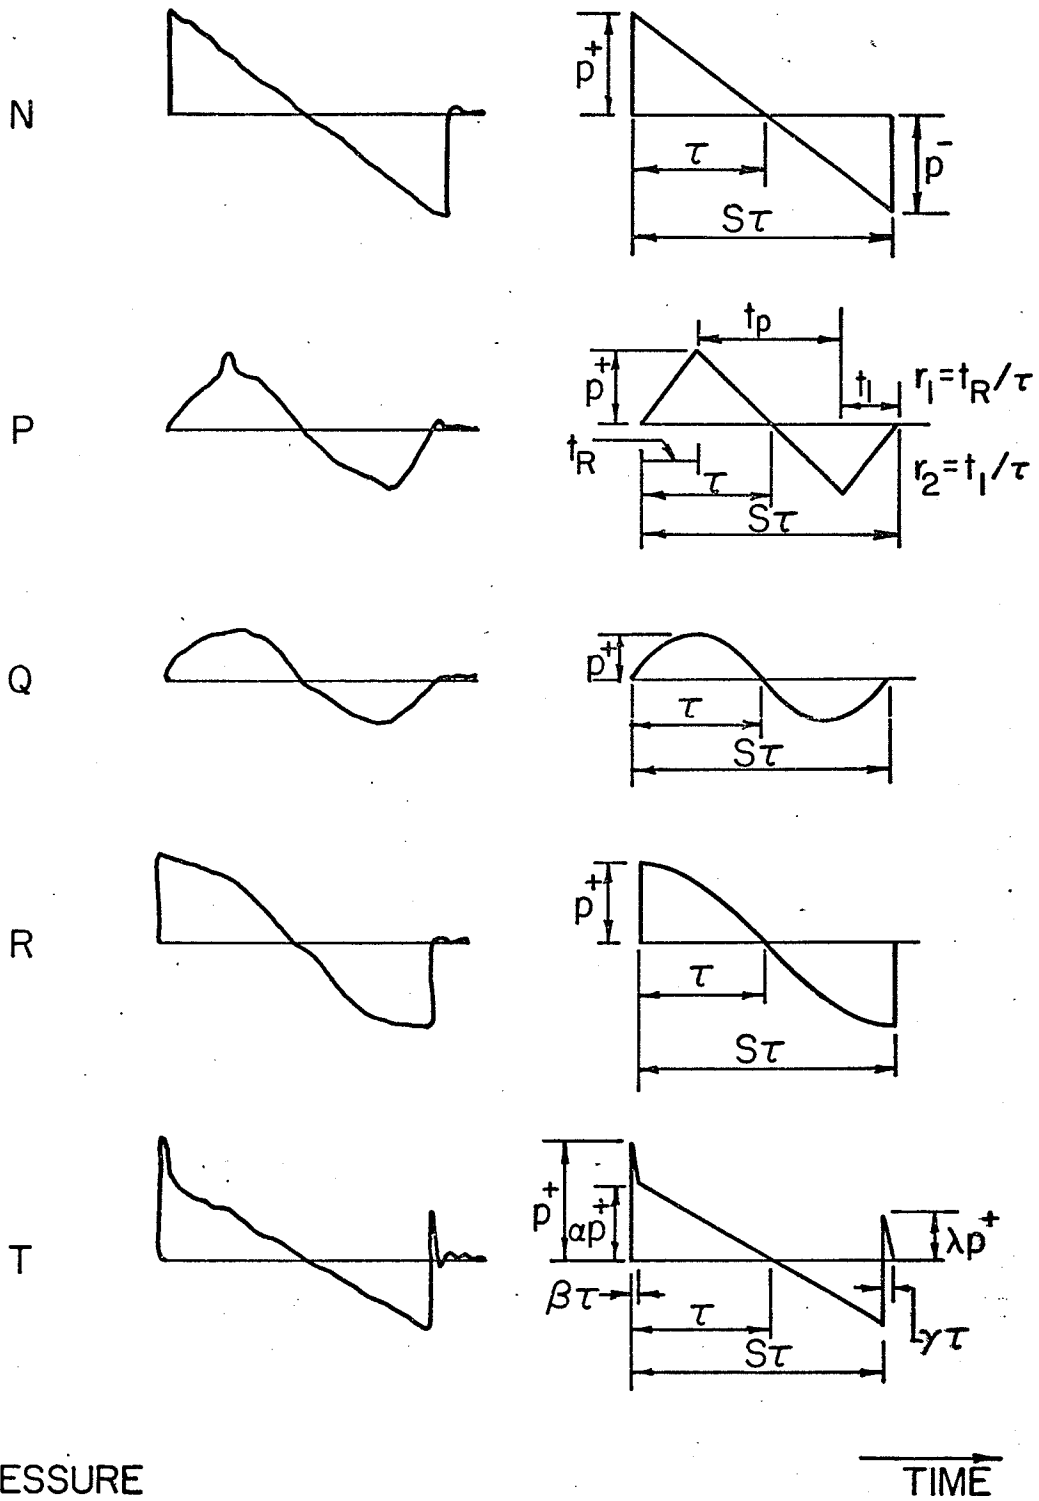 N
p+
τ
p-
Sτ
P
tp
p+
t1
r1=tR/τ
tR
τ
r2=t1/τ
Sτ
Q
p+
τ
Sτ
R
p+
τ
Sτ
T
p+
αp+
λp+
βτ
τ
γτ
Sτ
ESSURE
TIME